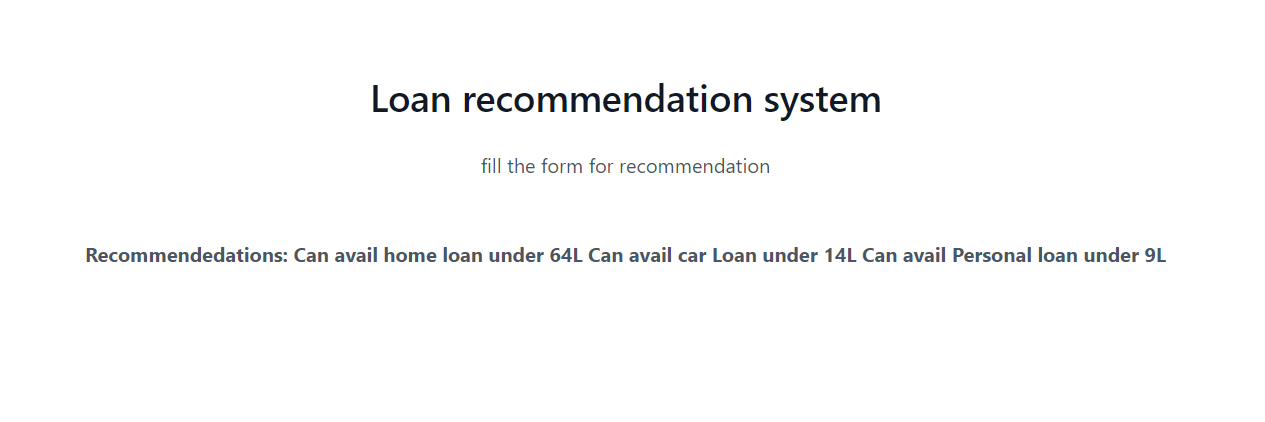 Loan recommendation system
fill the form for recommendation
Recommendedations: Can avail home loan under 64L Can avail car Loan under 14L Can avail Personal loan under 9L